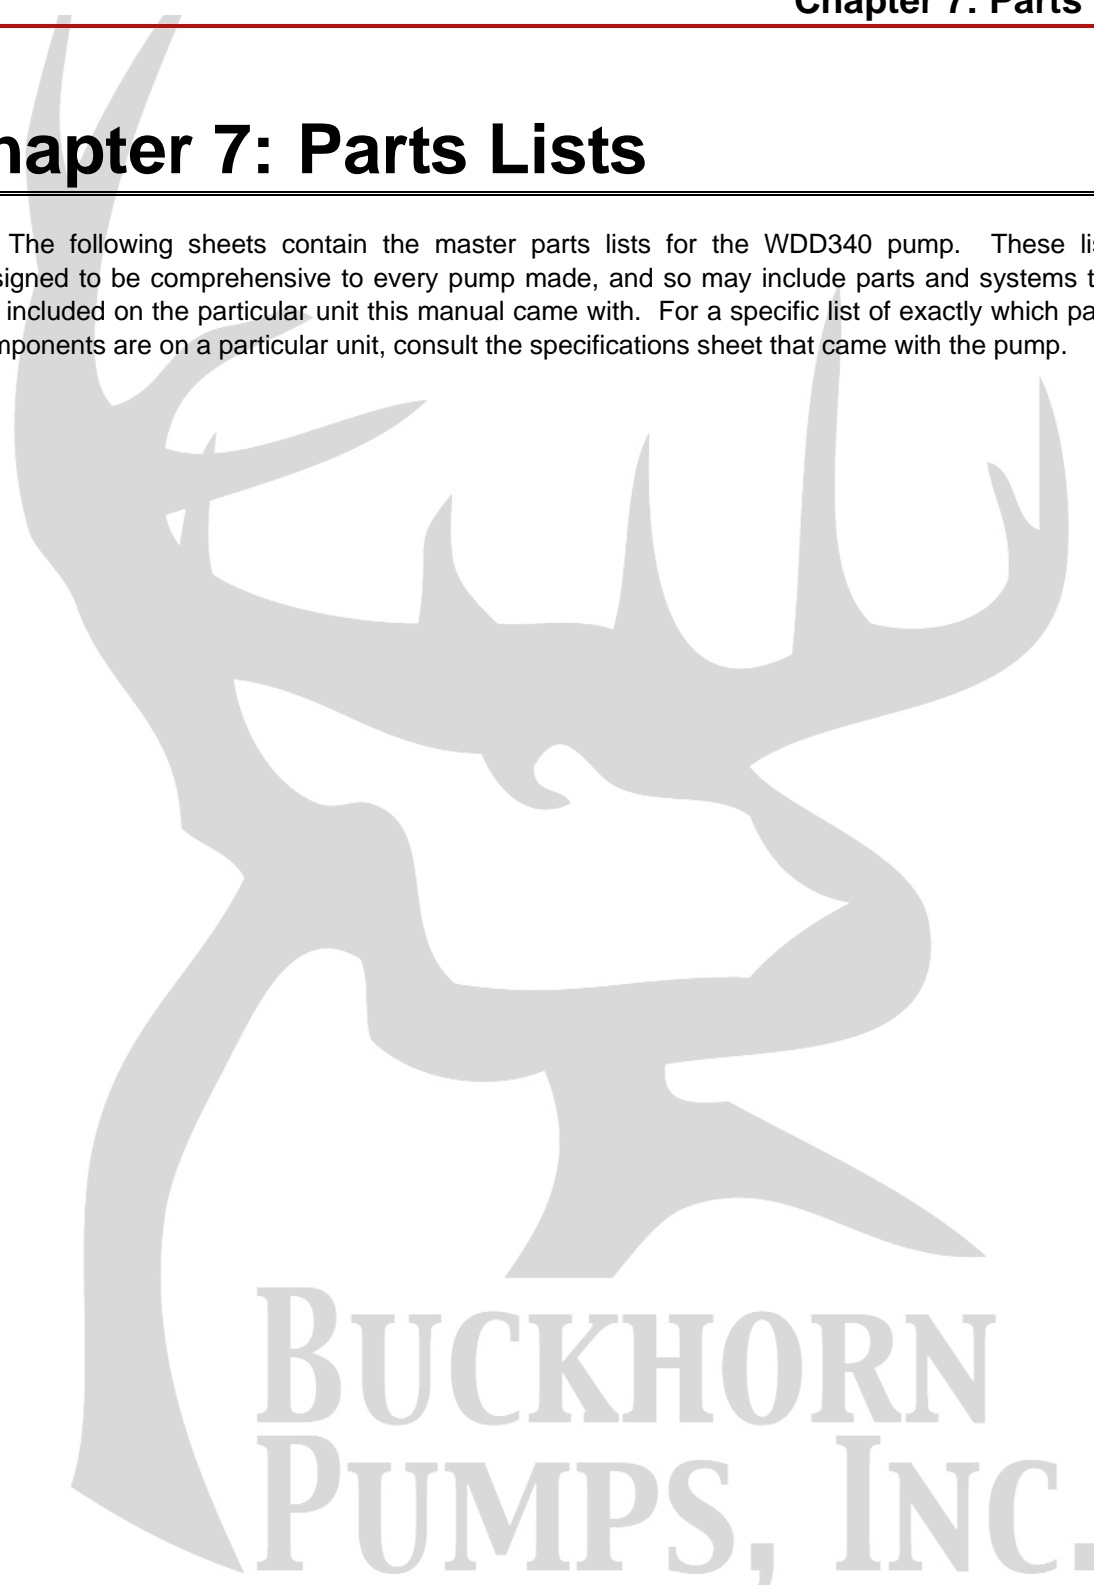 Chapter 7: Parts
hapter 7: Parts Lists
The following sheets contain the master parts lists for the WDD340 pump. These lis
signed to be comprehensive to every pump made, and so may include parts and systems t
included on the particular unit this manual came with. For a specific list of exactly which pa
mponents are on a particular unit, consult the specifications sheet that came with the pump.
BUCKHORN
PUMPS, INC.